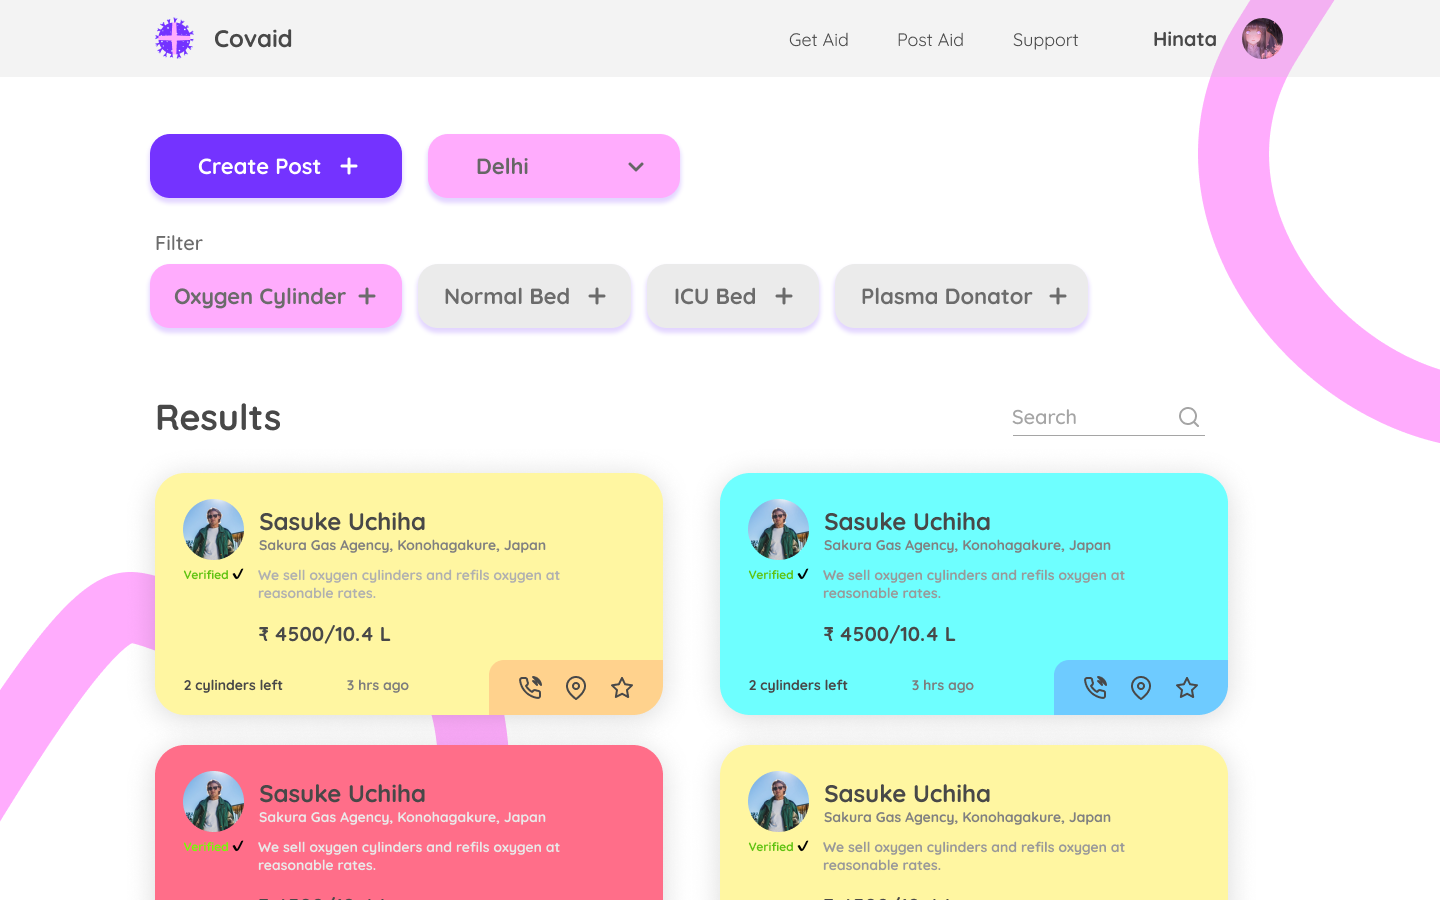 Covaid
Get Aid
Post Aid
Support
Hinata
Create Post
Delhi
Filter
Oxygen Cylinder
Normal Bed
ICU Bed
Plasma Donator
Results
Search
Sasuke Uchiha
Sakura Gas Agency, Konohagakure, Japan
Verified
We sell oxygen cylinders and refils oxygen at
reasonable rates.
₹ 4500/10.4 L
2 cylinders left
3 hrs ago
Sasuke Uchiha
Sakura Gas Agency, Konohagakure, Japan
Verified
We sell oxygen cylinders and refils oxygen at
reasonable rates.
₹ 4500/10.4 L
2 cylinders left
3 hrs ago
Sasuke Uchiha
Sakura Gas Agency, Konohagakure, Japan
Verified
We sell oxygen cylinders and refils oxygen at
reasonable rates.
Sasuke Uchiha
Sakura Gas Agency, Konohagakure, Japan
Verified
We sell oxygen cylinders and refils oxygen at
reasonable rates.